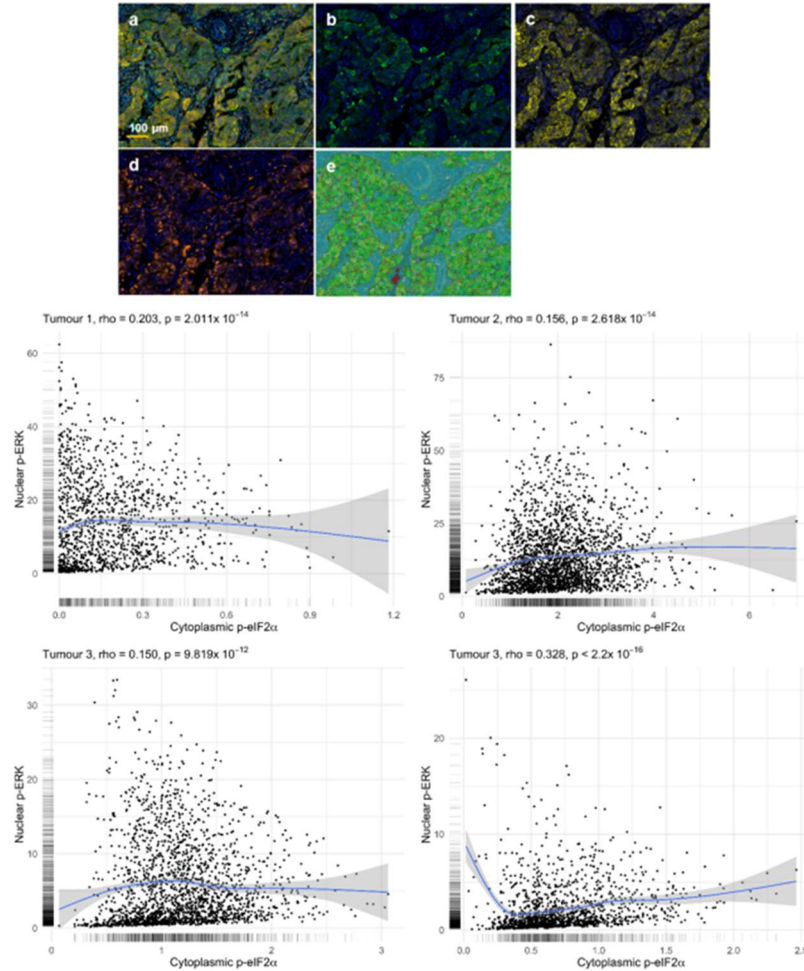 a
b
c
100 µm
d
e
Tumour 1, rho = 0.203, p = 2.011x 10⁻¹⁴
Nuclear p-ERK
60
40
20
0
0.0 0.3 0.6 0.9 1.2
Cytoplasmic p-eIF2α
Tumour 2, rho = 0.156, p = 2.618x 10⁻¹⁴
Nuclear p-ERK
75
50
25
0
0 2 4 6
Cytoplasmic p-eIF2α
Tumour 3, rho = 0.150, p = 9.819x 10⁻¹²
Nuclear p-ERK
30
20
10
0
0 1 2 3
Cytoplasmic p-eIF2α
Tumour 3, rho = 0.328, p < 2.2x 10⁻¹⁶
Nuclear p-ERK
20
10
0
0.0 0.5 1.0 1.5 2.0 2.5
Cytoplasmic p-eIF2α